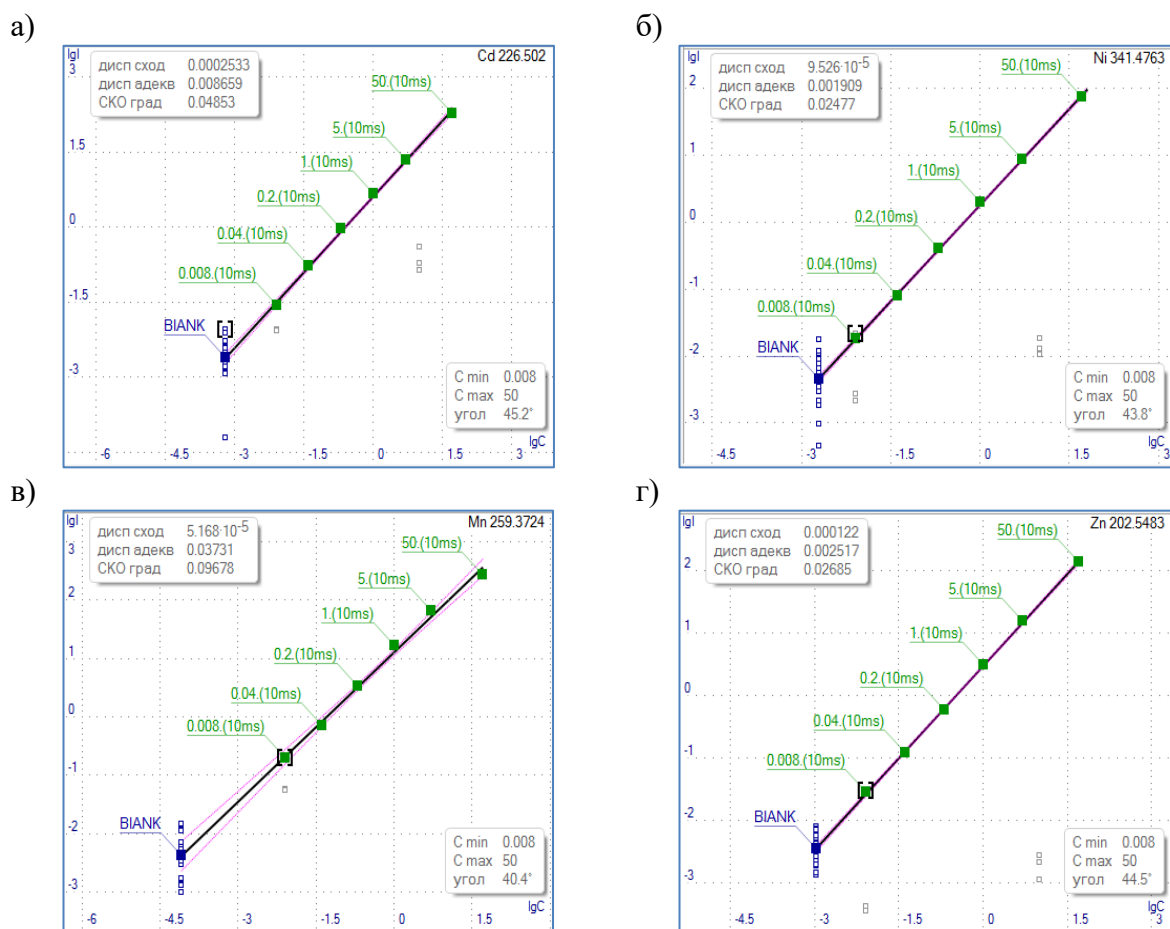 а)
lgI
3
дисп сход 0.0002533
дисп адекв 0.008659
СКО град 0.04853
Cd 226.502
50.(10ms)
1.5
5.(10ms)
1.(10ms)
0.2.(10ms)
0
0.04.(10ms)
0.008.(10ms)
-1.5
BIANK
-3
C min 0.008
C max 50
угол 45.2°
lgC
-6 -4.5 -3 -1.5 0 1.5 3
б)
lgI
2
дисп сход 9.526·10⁻⁵
дисп адекв 0.001909
СКО град 0.02477
Ni 341.4763
50.(10ms)
1
5.(10ms)
1.(10ms)
0
0.2.(10ms)
0.04.(10ms)
-1
0.008.(10ms)
BIANK
-2
-3
C min 0.008
C max 50
угол 43.8°
lgC
-4.5 -3 -1.5 0 1.5 3
в)
lgI
3
дисп сход 5.168·10⁻⁵
дисп адекв 0.03731
СКО град 0.09678
Mn 259.3724
50.(10ms)
2
5.(10ms)
1.(10ms)
1
0.2.(10ms)
0.04.(10ms)
0
0.008.(10ms)
-1
BIANK
-2
-3
C min 0.008
C max 50
угол 40.4°
lgC
-6 -4.5 -3 -1.5 0 1.5
г)
lgI
2
дисп сход 0.000122
дисп адекв 0.002517
СКО град 0.02685
Zn 202.5483
50.(10ms)
5.(10ms)
1
1.(10ms)
0.2.(10ms)
0
0.04.(10ms)
-1
0.008.(10ms)
BIANK
-2
-3
C min 0.008
C max 50
угол 44.5°
lgC
-4.5 -3 -1.5 0 1.5 3